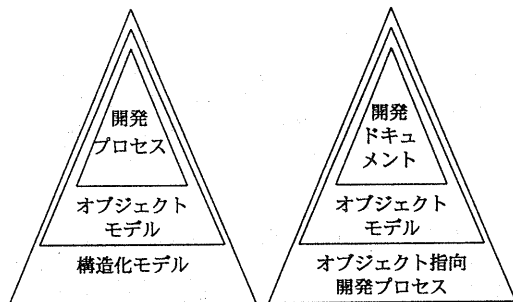 開発
プロセス
オブジェクト
モデル
構造化モデル
開発
ドキュ
メント
オブジェクト
モデル
オブジェクト指向
開発プロセス